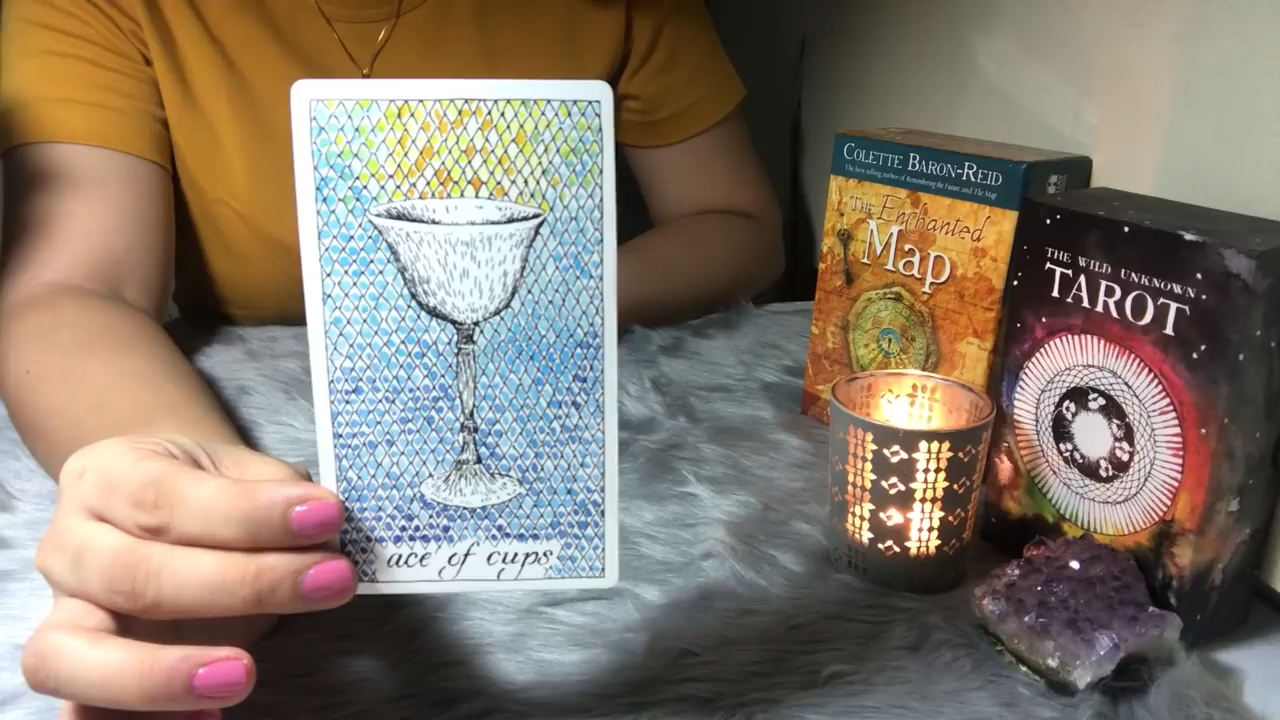 ace of cups
COLETTE BARON-REID
The best-selling author of Remembering the Future and The Map
THE Enchanted
Map
THE WILD UNKNOWN
TAROT